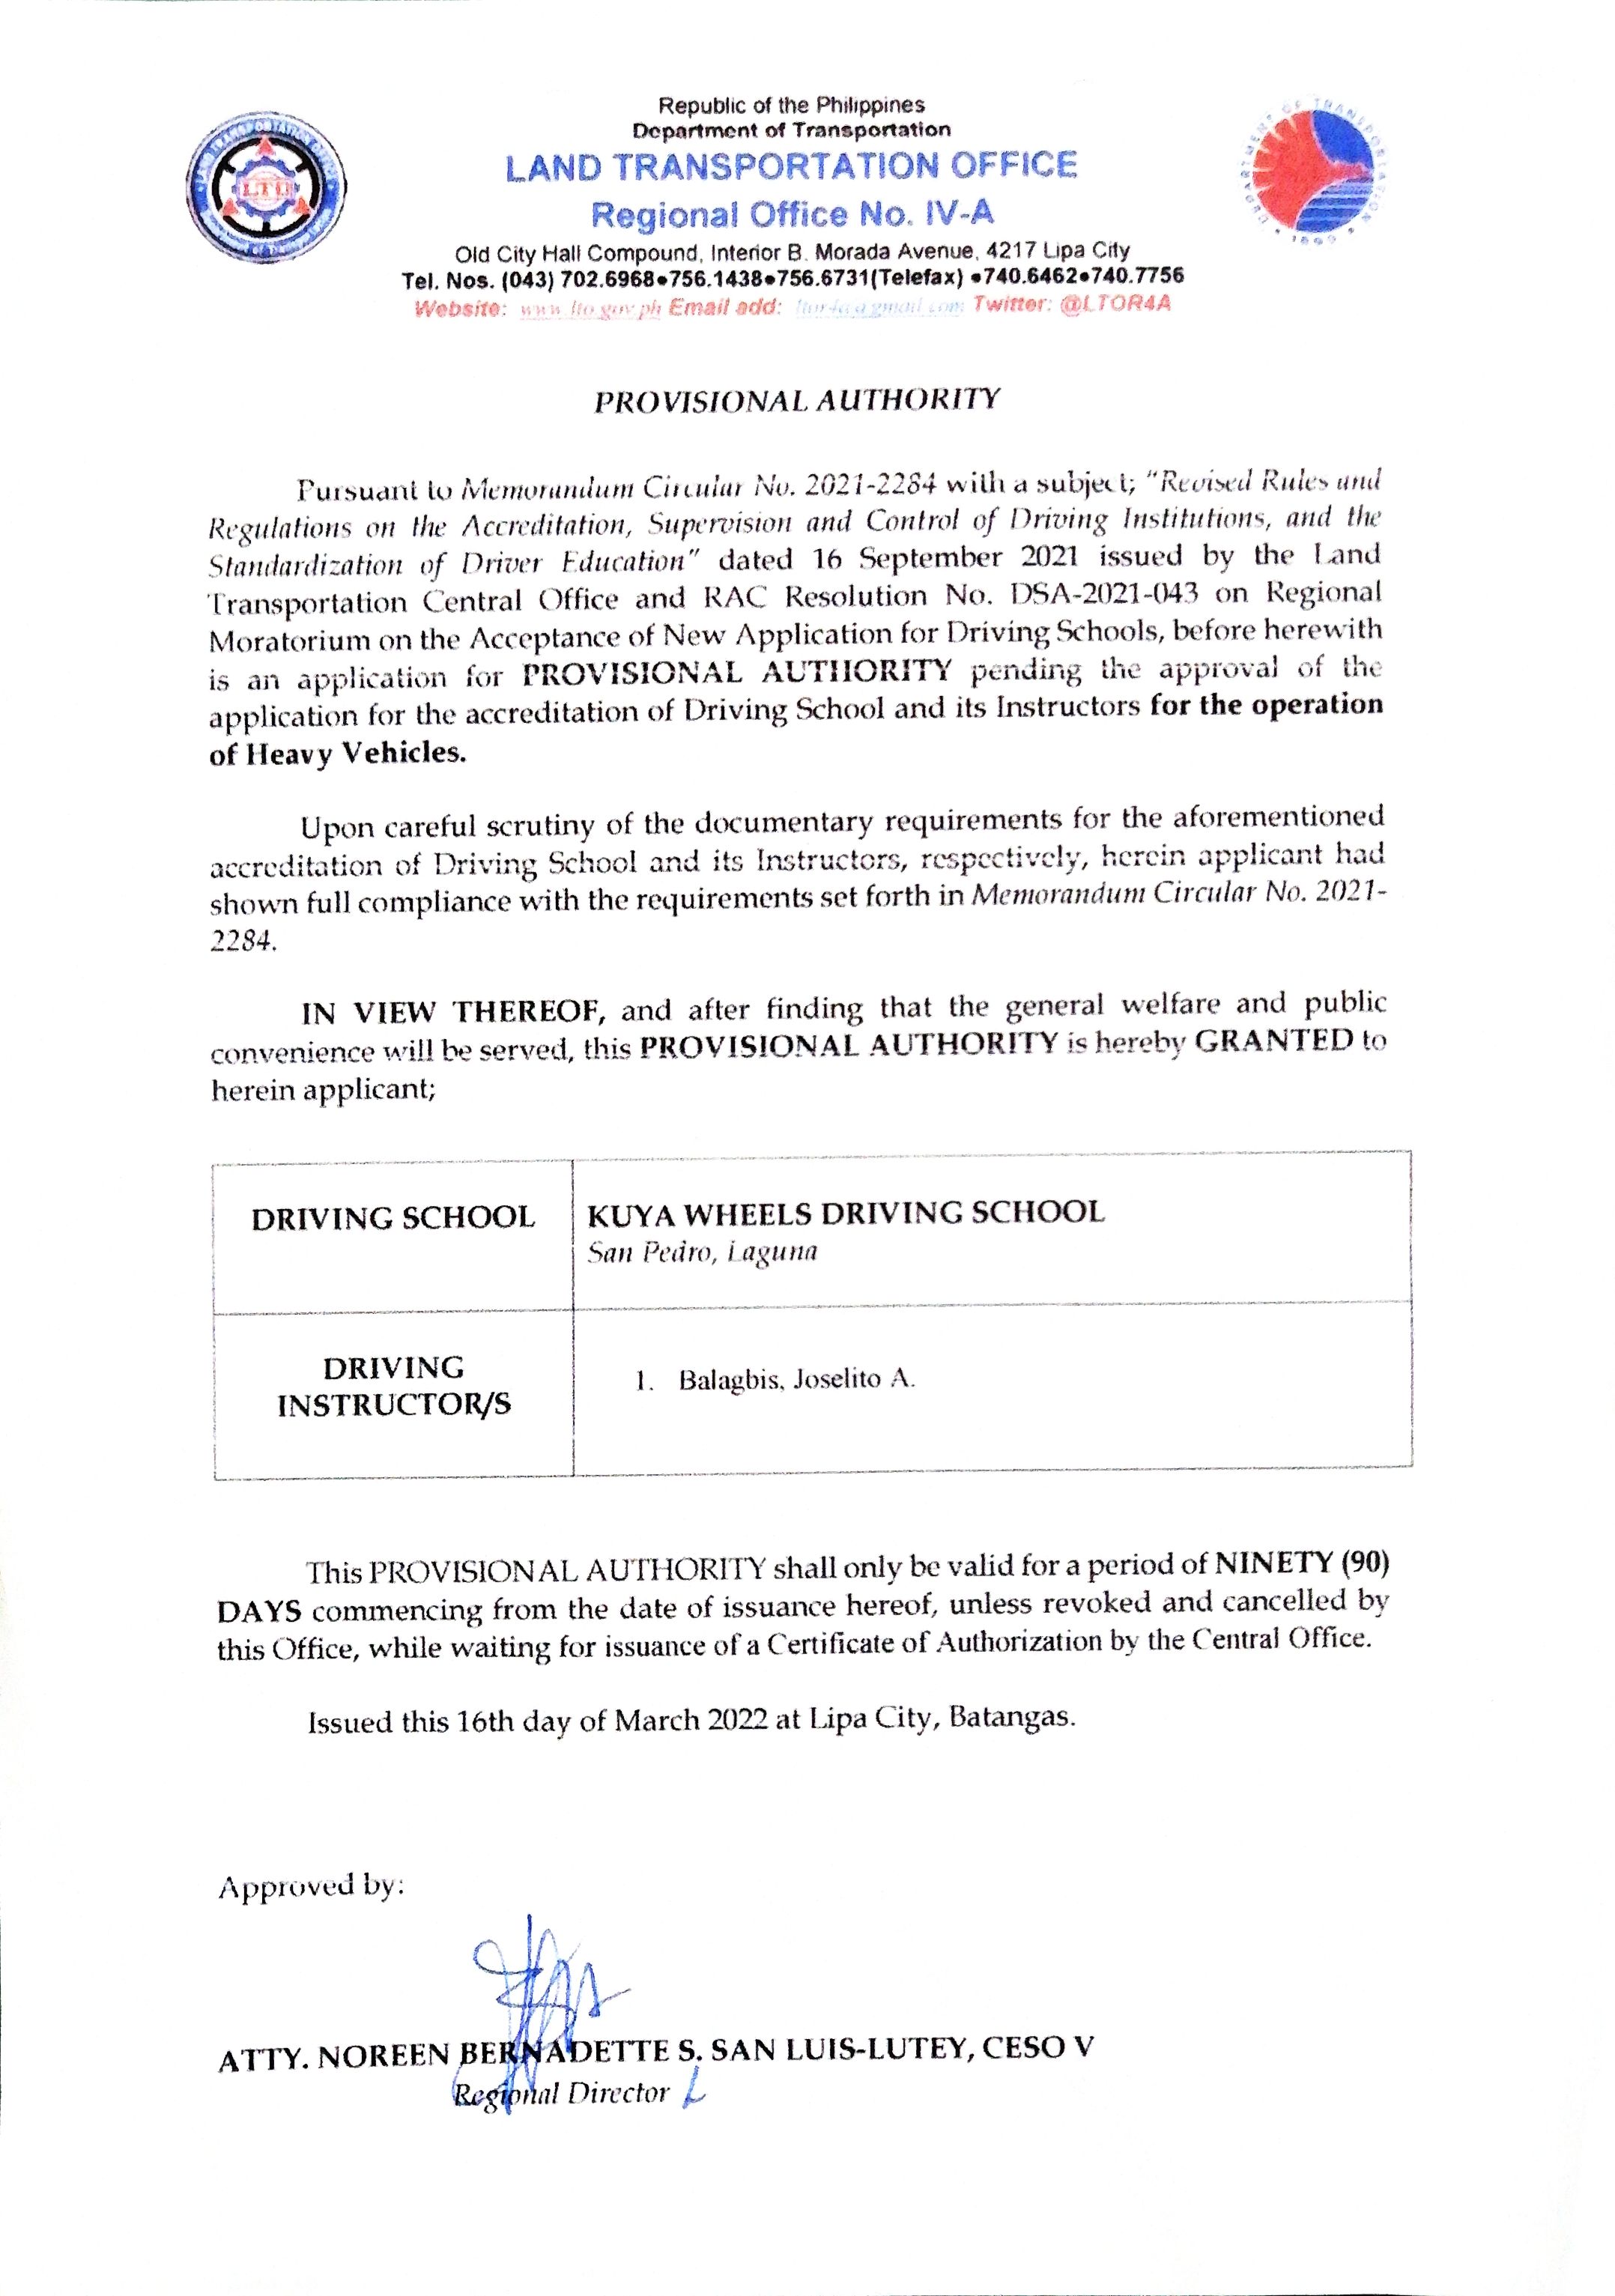 Republic of the Philippines
Department of Transportation
LAND TRANSPORTATION OFFICE
Regional Office No. IV-A
Old City Hall Compound, Interior B. Morada Avenue, 4217 Lipa City
Tel. Nos. (043) 702.6968●756.1438●756.6731(Telefax) ●740.6462●740.7756
Website: www.lto.gov.ph Email add: ltor4a@gmail.com Twitter: @LTOR4A
LTO
DEPARTMENT OF TRANSPORTATION
PROVISIONAL AUTHORITY
Pursuant to Memorandum Circular No. 2021-2284 with a subject; "Revised Rules and
Regulations on the Accreditation, Supervision and Control of Driving Institutions, and the
Standardization of Driver Education" dated 16 September 2021 issued by the Land
Transportation Central Office and RAC Resolution No. DSA-2021-043 on Regional
Moratorium on the Acceptance of New Application for Driving Schools, before herewith
is an application for PROVISIONAL AUTHORITY pending the approval of the
application for the accreditation of Driving School and its Instructors for the operation
of Heavy Vehicles.
Upon careful scrutiny of the documentary requirements for the aforementioned
accreditation of Driving School and its Instructors, respectively, herein applicant had
shown full compliance with the requirements set forth in Memorandum Circular No. 2021-
2284.
IN VIEW THEREOF, and after finding that the general welfare and public
convenience will be served, this PROVISIONAL AUTHORITY is hereby GRANTED to
herein applicant;
DRIVING SCHOOL
KUYA WHEELS DRIVING SCHOOL
San Pedro, Laguna
DRIVING
INSTRUCTOR/S
1. Balagbis, Joselito A.
This PROVISIONAL AUTHORITY shall only be valid for a period of NINETY (90)
DAYS commencing from the date of issuance hereof, unless revoked and cancelled by
this Office, while waiting for issuance of a Certificate of Authorization by the Central Office.
Issued this 16th day of March 2022 at Lipa City, Batangas.
Approved by:
ATTY. NOREEN BERNADETTE S. SAN LUIS-LUTEY, CESO V
Regional Director